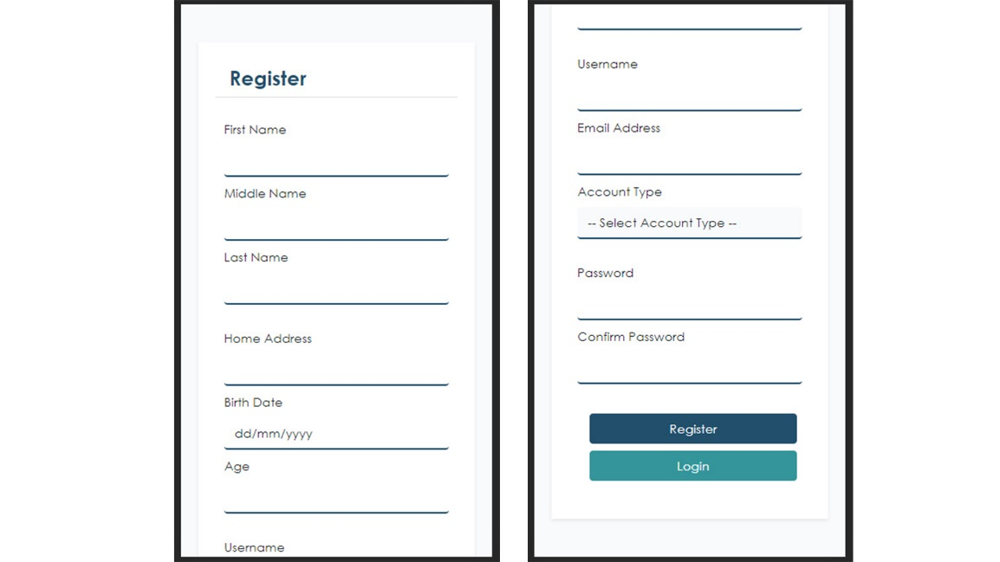 Register
First Name
Middle Name
Last Name
Home Address
Birth Date
dd/mm/yyyy
Age
Username
Username
Email Address
Account Type
-- Select Account Type --
Password
Confirm Password
Register
Login